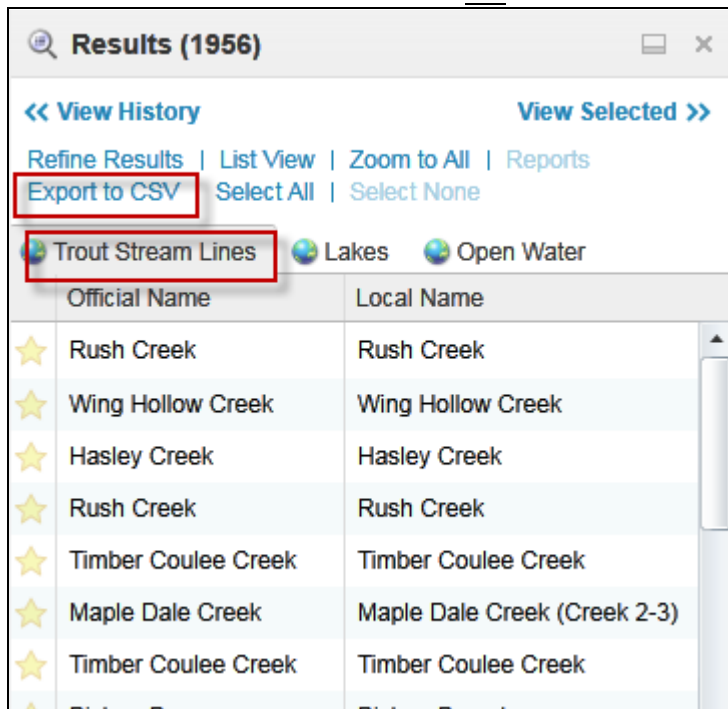 Results (1956)
<< View History View Selected >>
Refine Results | List View | Zoom to All | Reports
Export to CSV Select All | Select None
Trout Stream Lines Lakes Open Water
Official Name Local Name
Rush Creek Rush Creek
Wing Hollow Creek Wing Hollow Creek
Hasley Creek Hasley Creek
Rush Creek Rush Creek
Timber Coulee Creek Timber Coulee Creek
Maple Dale Creek Maple Dale Creek (Creek 2-3)
Timber Coulee Creek Timber Coulee Creek